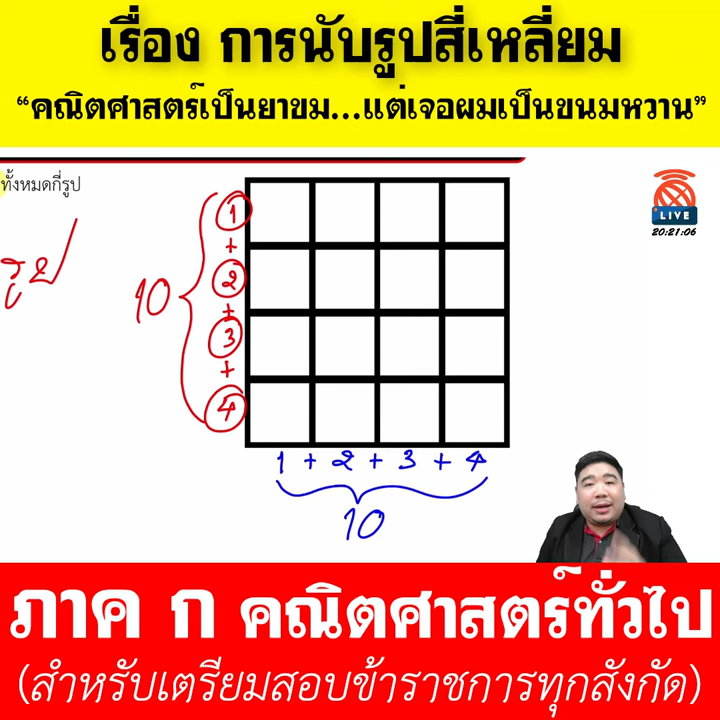 เรื่อง การนับรูปสี่เหลี่ยม
“คณิตศาสตร์เป็นยาขม...แต่เจอผมเป็นขนมหวาน”
ทั้งหมดกี่รูป
LIVE
20:21:06
รูป
10
1
+
2
+
3
+
4
1 + 2 + 3 + 4
10
ภาค ก คณิตศาสตร์ทั่วไป
(สำหรับเตรียมสอบข้าราชการทุกสังกัด)